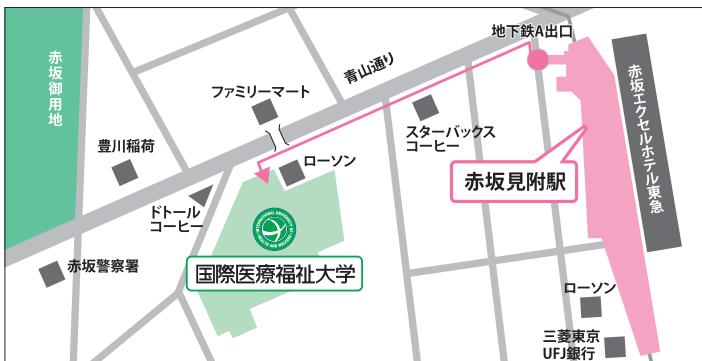 地下鉄A出口
赤坂御用地
青山通り
ファミリーマート
赤坂エクセルホテル東急
スターバックス
コーヒー
豊川稲荷
ローソン
赤坂見附駅
ドトール
コーヒー
国際医療福祉大学
赤坂警察署
ローソン
三菱東京
UFJ銀行